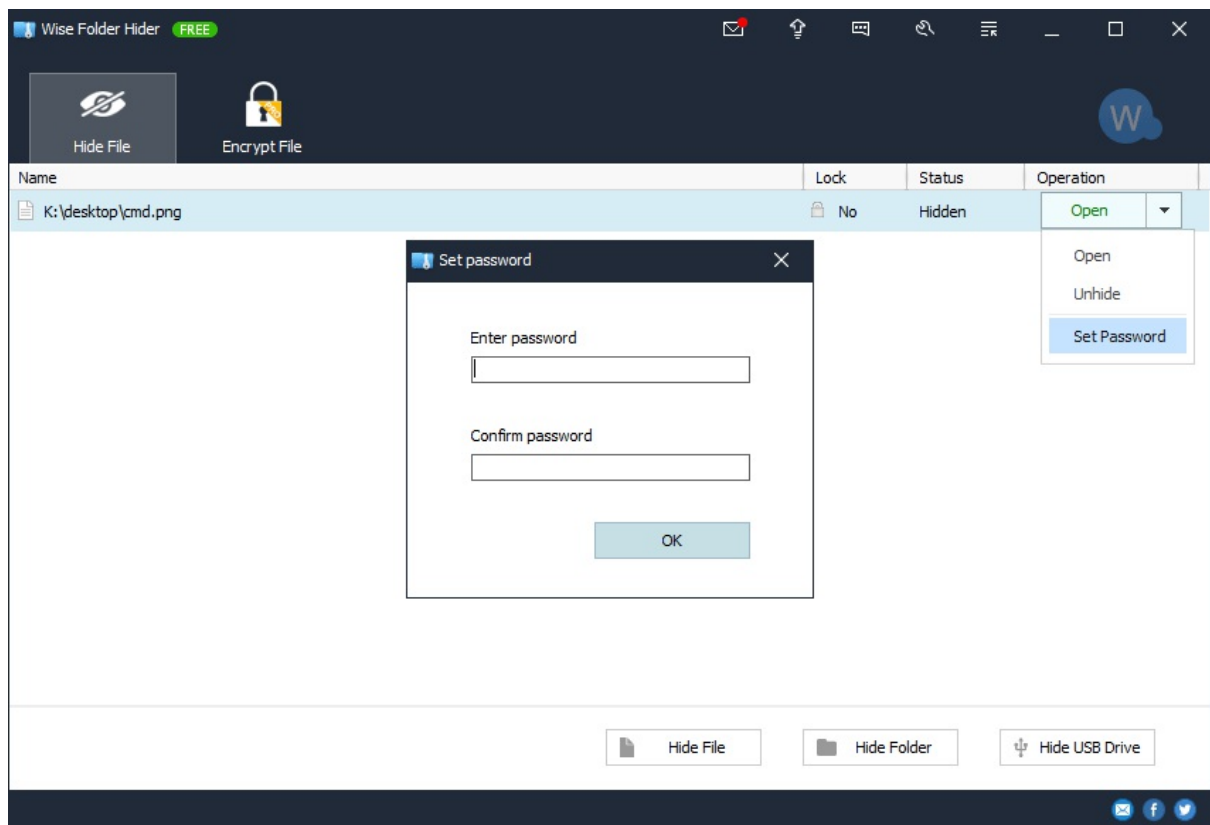 Wise Folder Hider FREE
Hide File
Encrypt File
W
Name Lock Status Operation
K:\desktop\cmd.png No Hidden Open
Set password
Open
Unhide
Enter password
Set Password
Confirm password
OK
Hide File Hide Folder Hide USB Drive